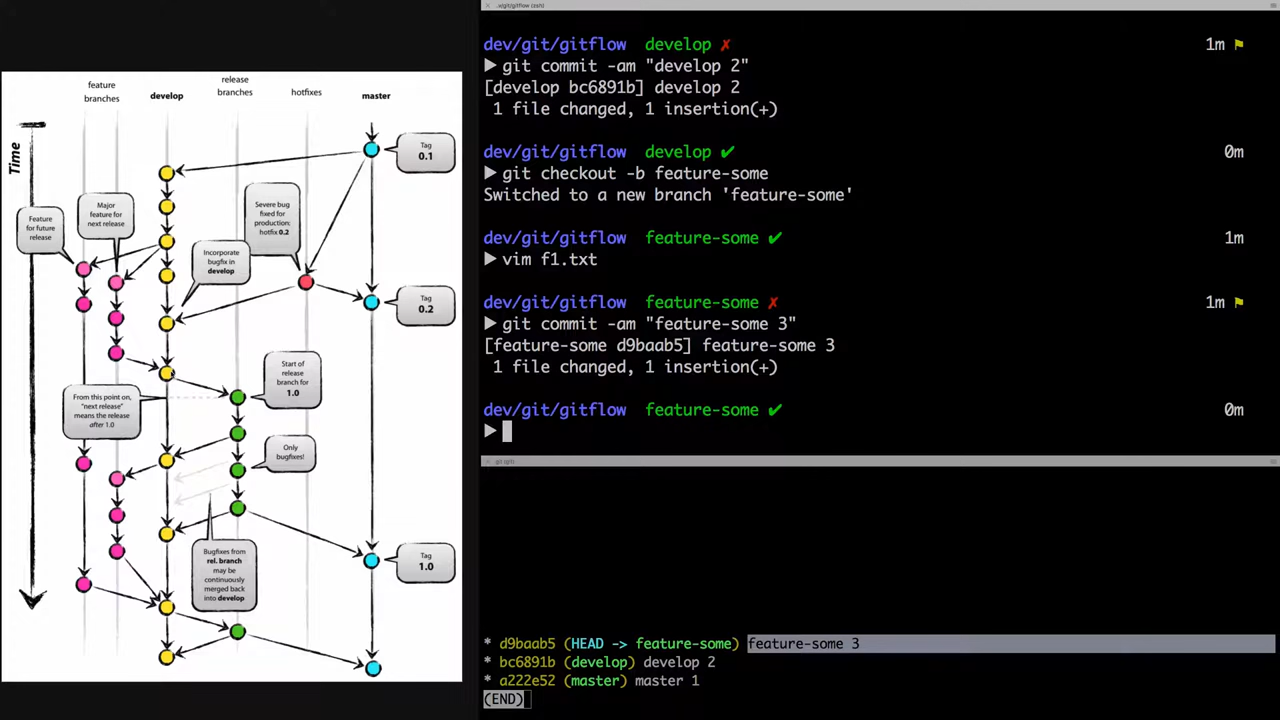 feature
branches
develop
release
branches
hotfixes
master
Time
Tag
0.1
Feature
for future
release
Major
feature for
next release
Severe bug
fixed for
production:
hotfix 0.2
Incorporate
bugfix in
develop
Tag
0.2
Start of
release
branch for
1.0
From this point on,
"next release"
means the release
after 1.0
Only
bugfixes!
Bugfixes from
rel. branch
may be
continuously
merged back
into develop
Tag
1.0
..v/git/gitflow (zsh)
dev/git/gitflow develop ✗ 1m ⚑
▶ git commit -am "develop 2"
[develop bc6891b] develop 2
1 file changed, 1 insertion(+)
dev/git/gitflow develop ✔ 0m
▶ git checkout -b feature-some
Switched to a new branch 'feature-some'
dev/git/gitflow feature-some ✔ 1m
▶ vim f1.txt
dev/git/gitflow feature-some ✗ 1m ⚑
▶ git commit -am "feature-some 3"
[feature-some d9baab5] feature-some 3
1 file changed, 1 insertion(+)
dev/git/gitflow feature-some ✔ 0m
▶
* d9baab5 (HEAD -> feature-some) feature-some 3
* bc6891b (develop) develop 2
* a222e52 (master) master 1
(END)